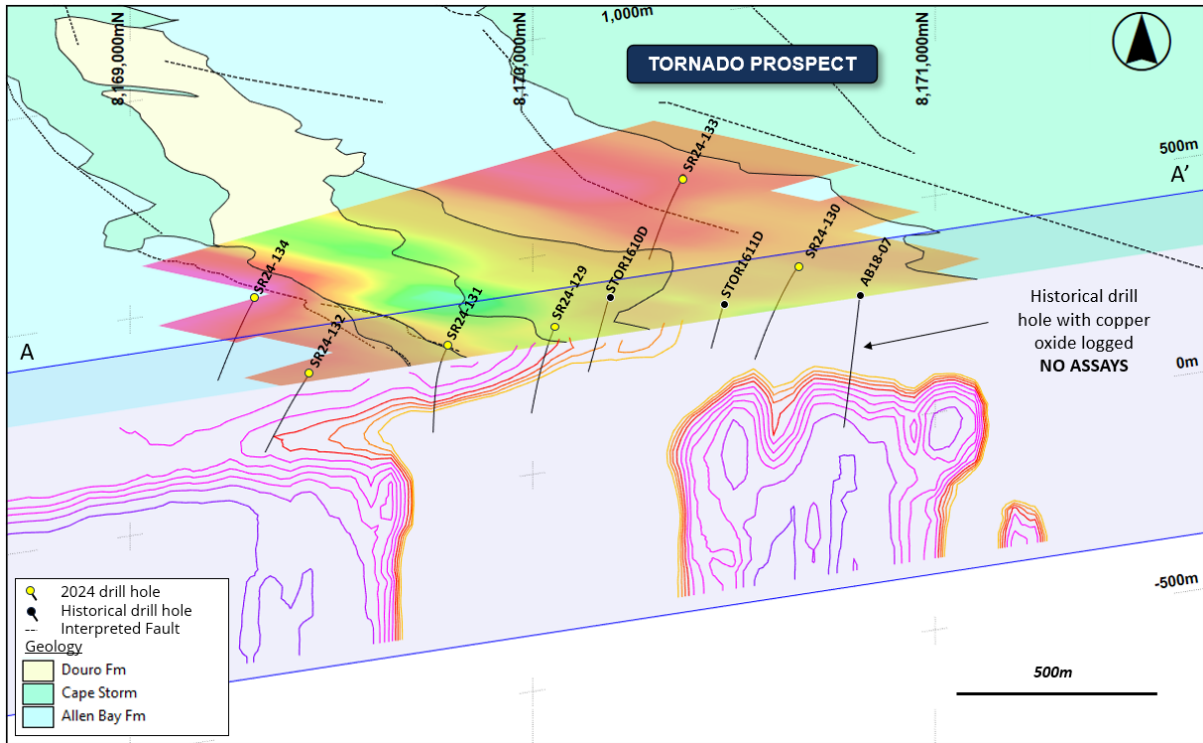 8,169,000mN
8,170,000mN
1,000m
TORNADO PROSPECT
8,171,000mN
500m
A'
SR24-133
SR24-134
STOR1610D
STOR1611D
SR24-130
AB18-07
SR24-129
SR24-131
SR24-132
A
Historical drill
hole with copper
oxide logged
NO ASSAYS
0m
-500m
2024 drill hole
Historical drill hole
Interpreted Fault
Geology
Douro Fm
Cape Storm
Allen Bay Fm
500m